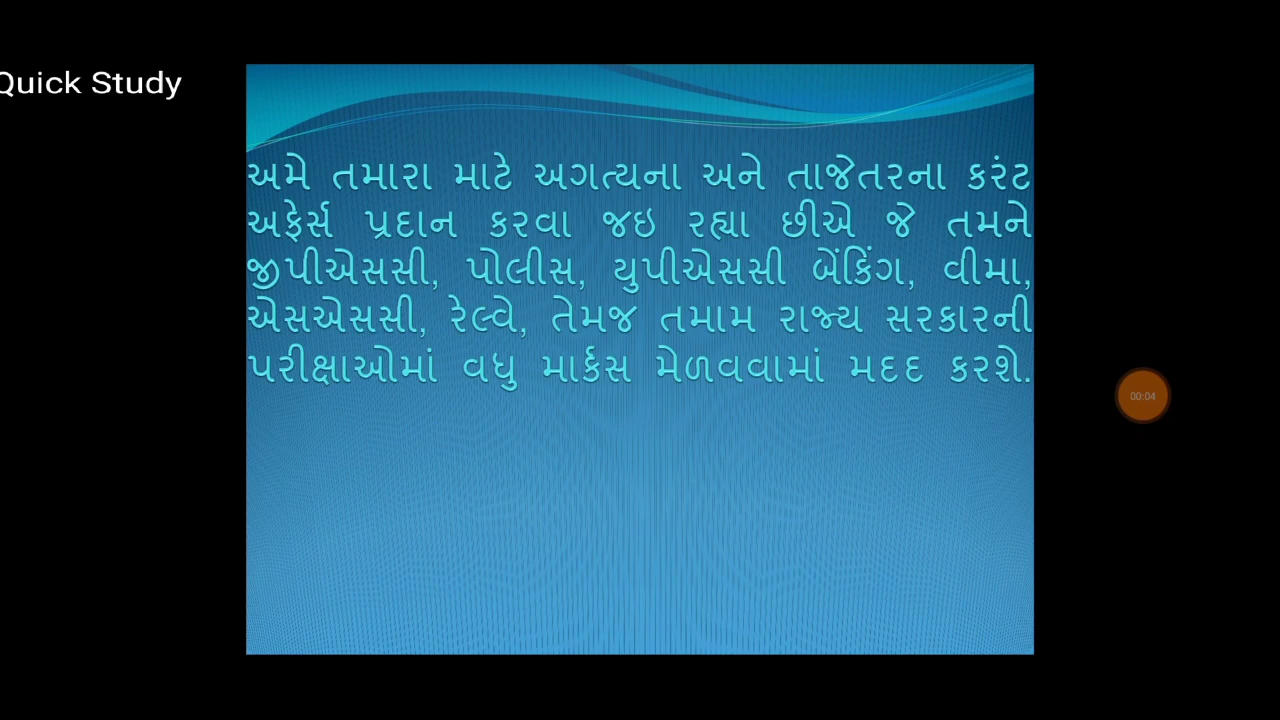 Quick Study
અમે તમારા માટે અગત્યના અને તાજેતરના કરંટ
અફેર્સ પ્રદાન કરવા જઇ રહ્યા છીએ જે તમને
જીપીએસસી, પોલીસ, યુપીએસસી બેંકિંગ, વીમા,
એસએસસી, રેલ્વે, તેમજ તમામ રાજ્ય સરકારની
પરીક્ષાઓમાં વધુ માર્કસ મેળવવામાં મદદ કરશે.
00:04